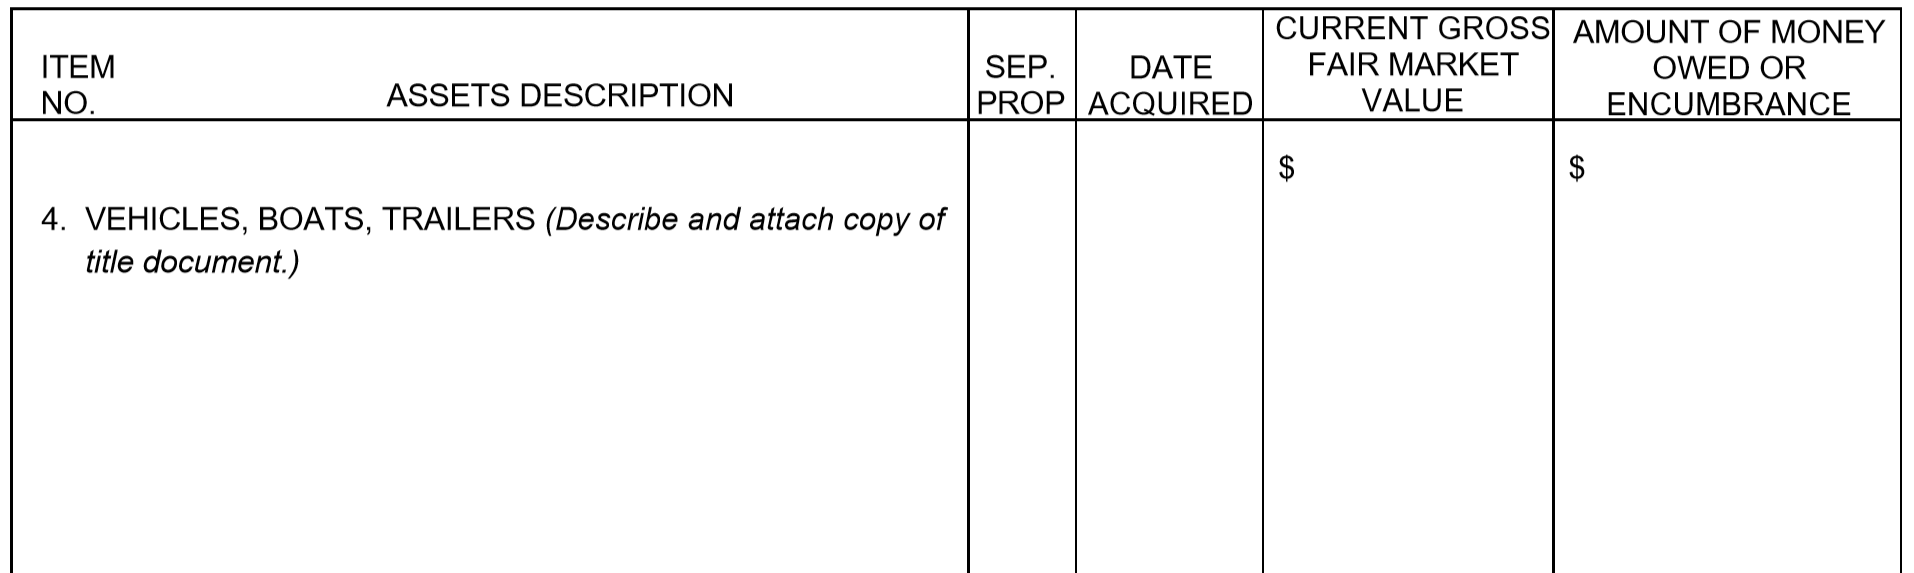 ITEM
NO.
ASSETS DESCRIPTION
SEP.
PROP
DATE
ACQUIRED
CURRENT GROSS
FAIR MARKET
VALUE
AMOUNT OF MONEY
OWED OR
ENCUMBRANCE
$ $
4. VEHICLES, BOATS, TRAILERS (Describe and attach copy of
title document.)